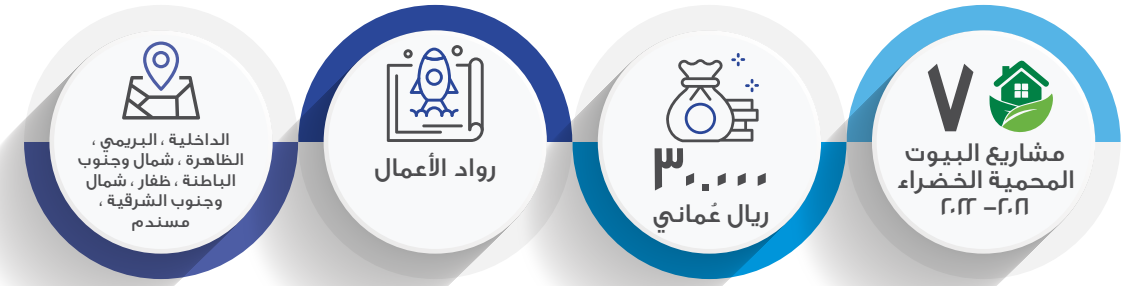 ٧
مشاريع البيوت
المحمية الخضراء
٢٠٢١– ٢٠٢٢
٣٠.٠٠٠
ريال عُماني
رواد الأعمال
الداخلية ، البريمي ،
الظاهرة ، شمال وجنوب
الباطنة ، ظفار ، شمال
وجنوب الشرقية ،
مسندم